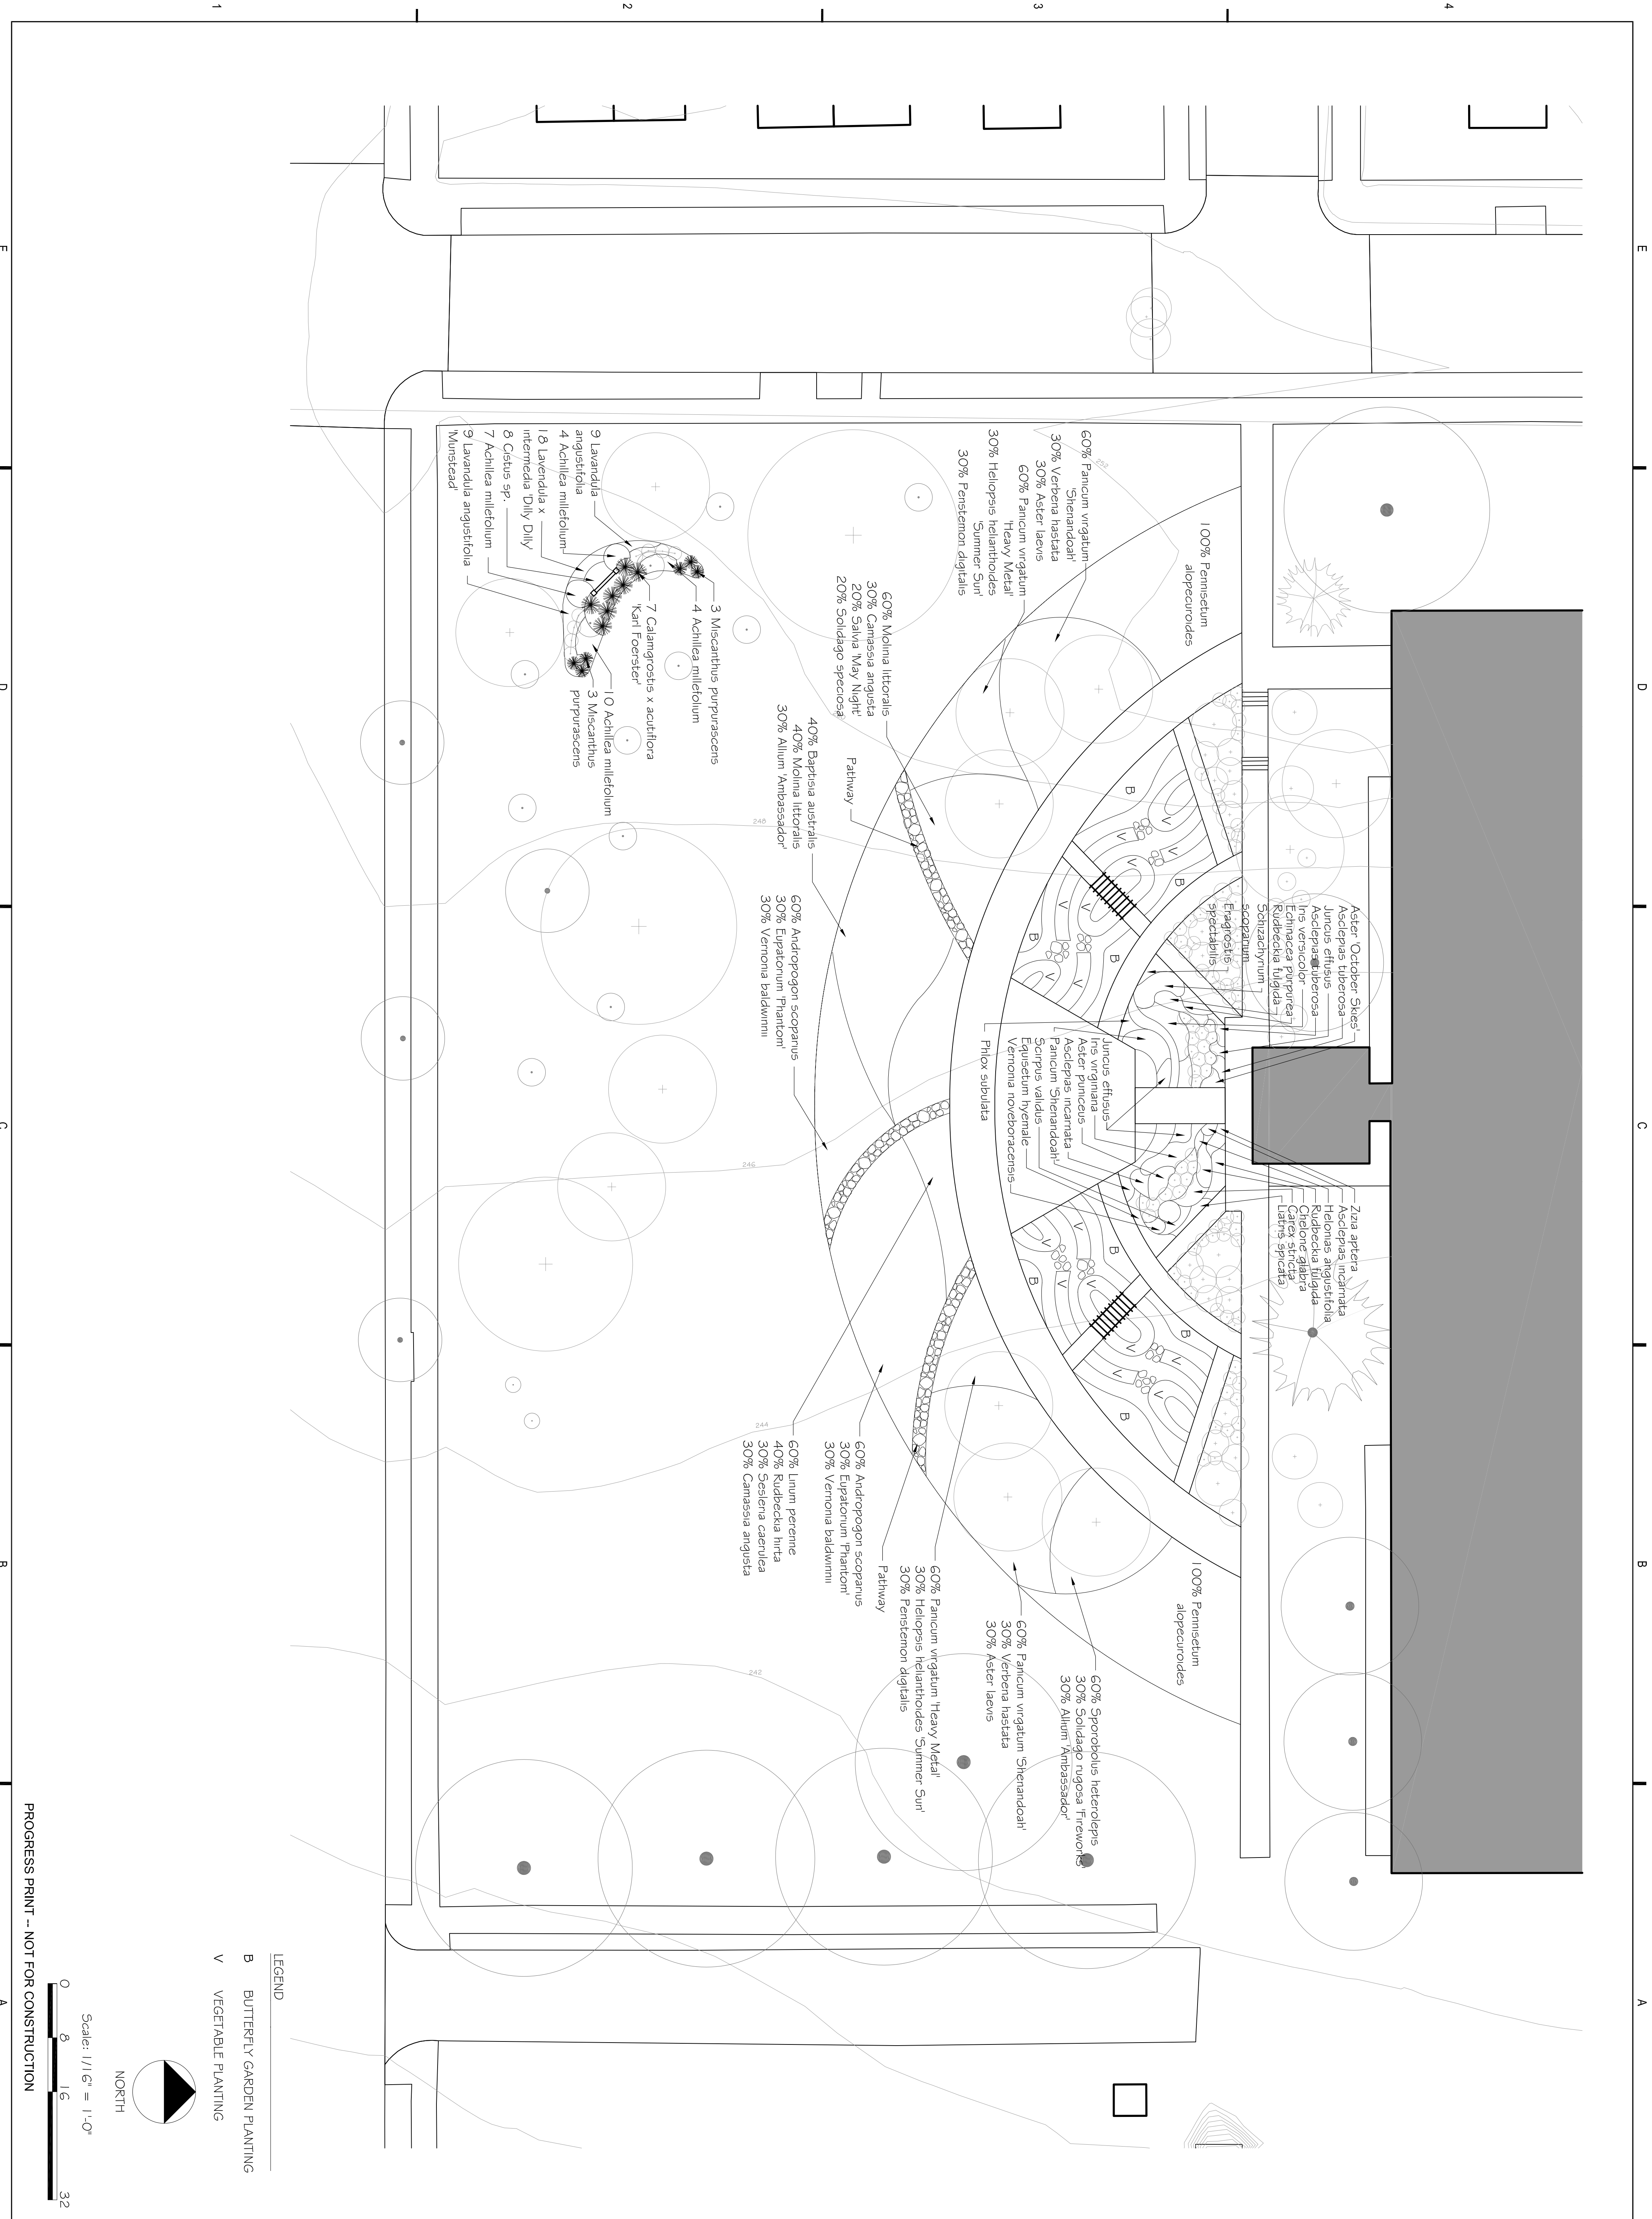 1
2
3
4
E
E
D
D
C
C
B
B
A
A
Aster 'October Skies'
Asclepias tuberosa
Juncus effusus
Asclepias tuberosa
Iris versicolor
Echinacea purpurea
Rudbeckia fulgida
Schizachyrium
scoparium
Eragrostis
spectabilis
Zizia aptera
Asclepias incarnata
Helonias angustifolia
Rudbeckia fulgida
Chelone glabra
Carex stricta
Liatris spicata
100% Pennisetum
alopecuroides
60% Panicum virgatum
'Shenandoah'
30% Verbena hastata
30% Aster laevis
60% Panicum virgatum
'Heavy Metal'
30% Heliopsis helianthoides
'Summer Sun'
30% Penstemon digitalis
Juncus effusus
Iris virginiana
Aster puniceus
Asclepias incarnata
Panicum 'Shenandoah'
Scirpus validus
Equisetum hyemale
Vernonia noveboracensis
Phlox subulata
100% Pennisetum
alopecuroides
60% Sporobolus heterolepis
30% Solidago rugosa 'Fireworks'
30% Allium 'Ambassador'
60% Panicum virgatum 'Shenandoah'
30% Verbena hastata
30% Aster laevis
60% Panicum virgatum 'Heavy Metal'
30% Heliopsis helianthoides 'Summer Sun'
30% Penstemon digitalis
Pathway
60% Andropogon scoparius
30% Eupatorium 'Phantom'
30% Vernonia baldwinnii
60% Linum perenne
40% Rudbeckia hirta
30% Sesleria caerulea
30% Camassia angusta
60% Molinia littoralis
30% Camassia angusta
20% Salvia 'May Night'
20% Solidago speciosa
Pathway
40% Baptisia australis
40% Molinia littoralis
30% Allium 'Ambassador'
60% Andropogon scoparius
30% Eupatorium 'Phantom'
30% Vernonia baldwinnii
3 Miscanthus purpurascens
4 Achillea millefolium
7 Calamgrostis x acutiflora
'Karl Foerster'
10 Achillea millefolium
3 Miscanthus
purpurascens
9 Lavandula
angustifolia
4 Achillea millefolium
18 Lavendula x
intermedia 'Dilly Dilly'
8 Cistus sp.
7 Achillea millefolium
9 Lavandula angustifolia
'Munstead'
B
V
V
V
B
B
V
V
B
V
V
B
V
V
B
B
V
V
B
V
V
B
252
248
246
244
242
LEGEND
B BUTTERFLY GARDEN PLANTING
V VEGETABLE PLANTING
NORTH
Scale: 1/16" = 1'-0"
0 8 16 32
PROGRESS PRINT -- NOT FOR CONSTRUCTION